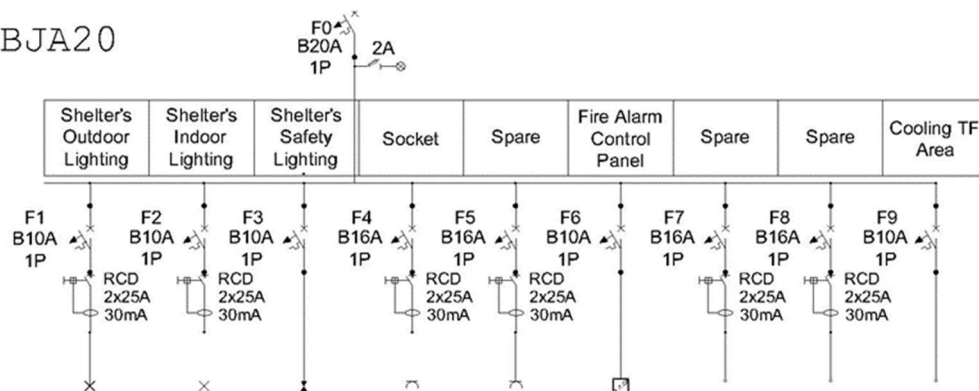 BJA20
F0
B20A
1P
2A
Shelter's
Outdoor
Lighting
Shelter's
Indoor
Lighting
Shelter's
Safety
Lighting
Socket
Spare
Fire Alarm
Control
Panel
Spare
Spare
Cooling TF
Area
F1
B10A
1P
F2
B10A
1P
F3
B10A
1P
F4
B16A
1P
F5
B16A
1P
F6
B10A
1P
F7
B16A
1P
F8
B16A
1P
F9
B10A
1P
RCD
2x25A
30mA
RCD
2x25A
30mA
RCD
2x25A
30mA
RCD
2x25A
30mA
RCD
2x25A
30mA
RCD
2x25A
30mA